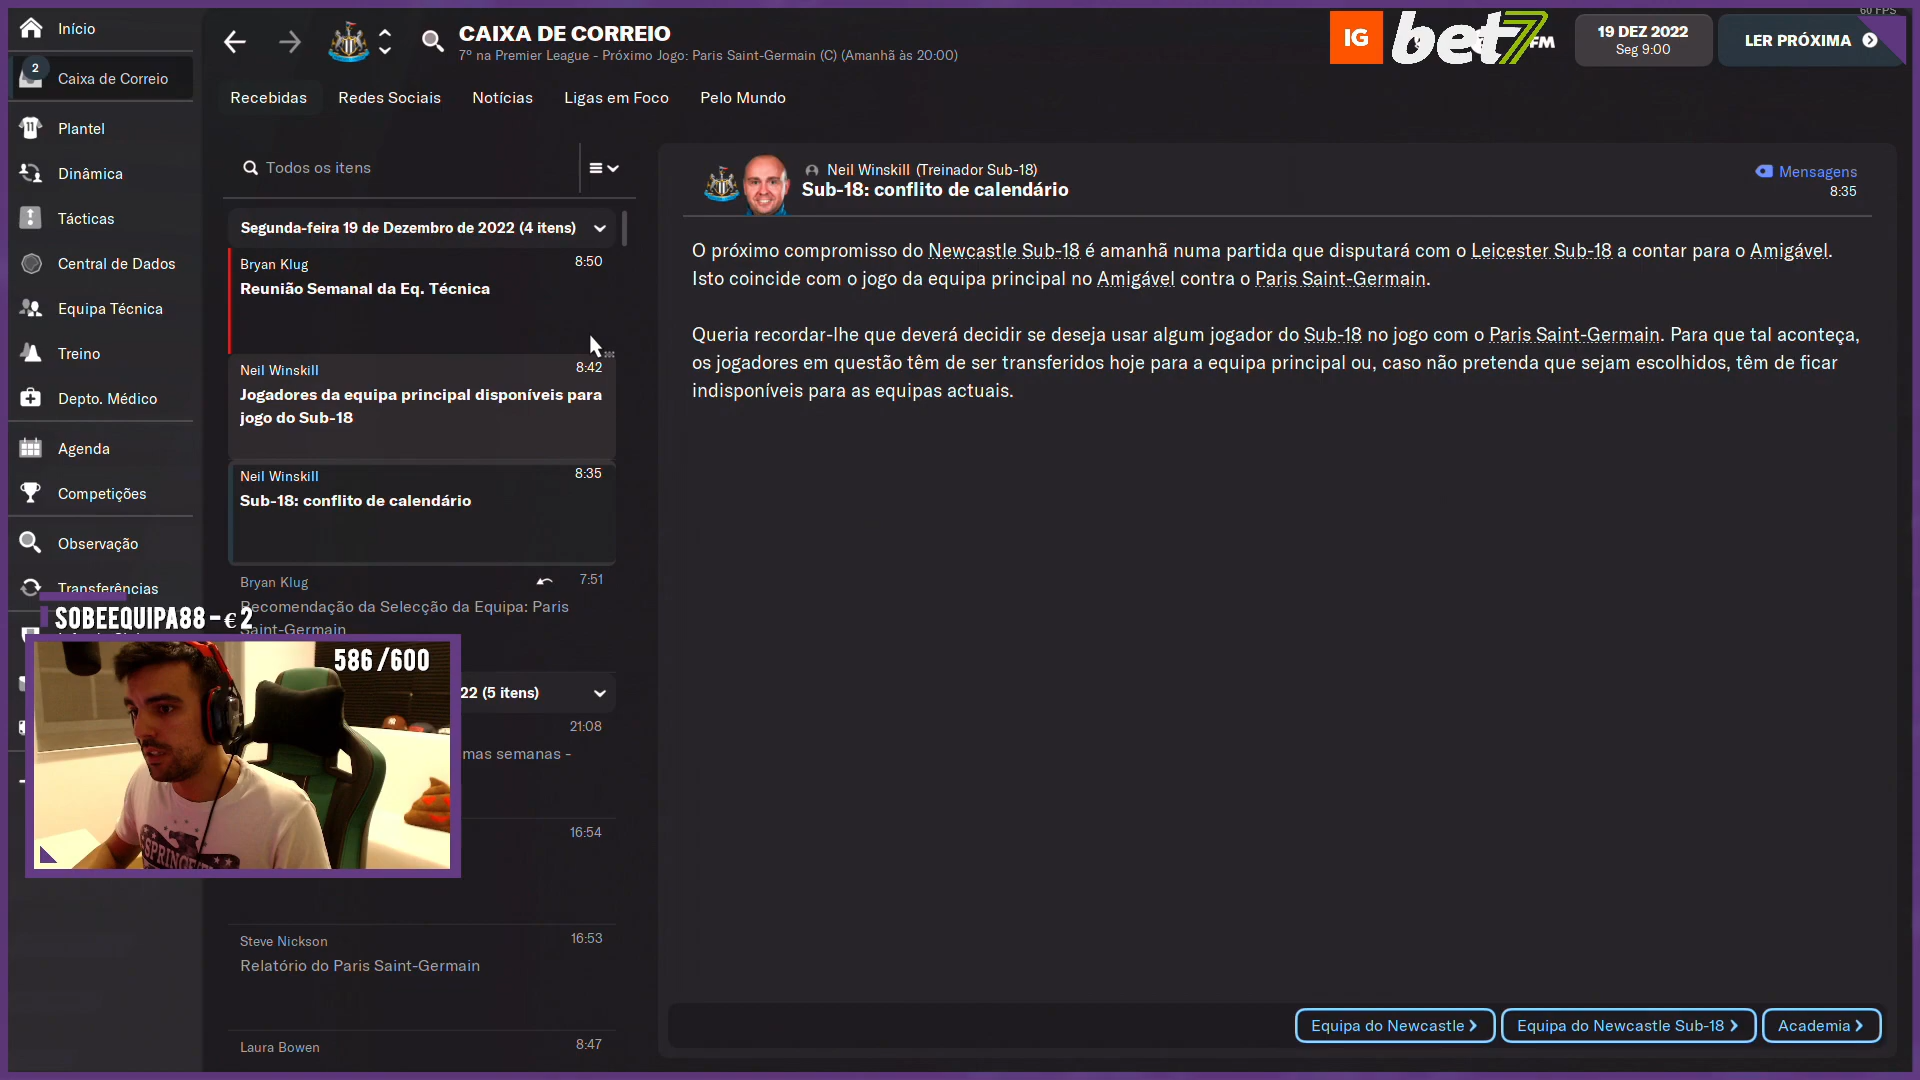 60 FPS
Início
2
Caixa de Correio
Plantel
Dinâmica
Tácticas
Central de Dados
Equipa Técnica
Treino
Depto. Médico
Agenda
Competições
Observação
Transferências
CAIXA DE CORREIO
7º na Premier League - Próximo Jogo: Paris Saint-Germain (C) (Amanhã às 20:00)
IG
bet7
FM
19 DEZ 2022
Seg 9:00
LER PRÓXIMA
Recebidas
Redes Sociais
Notícias
Ligas em Foco
Pelo Mundo
Todos os itens
Segunda-feira 19 de Dezembro de 2022 (4 itens)
Bryan Klug
8:50
Reunião Semanal da Eq. Técnica
Neil Winskill
8:42
Jogadores da equipa principal disponíveis para
jogo do Sub-18
Neil Winskill
8:35
Sub-18: conflito de calendário
Bryan Klug
7:51
Recomendação da Selecção da Equipa: Paris
Saint-Germain
22 (5 itens)
21:08
mas semanas -
16:54
Steve Nickson
16:53
Relatório do Paris Saint-Germain
Laura Bowen
8:47
SOBEEQUIPA88 - € 2
586 /600
Neil Winskill (Treinador Sub-18)
Sub-18: conflito de calendário
Mensagens
8:35
O próximo compromisso do Newcastle Sub-18 é amanhã numa partida que disputará com o Leicester Sub-18 a contar para o Amigável.
Isto coincide com o jogo da equipa principal no Amigável contra o Paris Saint-Germain.
Queria recordar-lhe que deverá decidir se deseja usar algum jogador do Sub-18 no jogo com o Paris Saint-Germain. Para que tal aconteça,
os jogadores em questão têm de ser transferidos hoje para a equipa principal ou, caso não pretenda que sejam escolhidos, têm de ficar
indisponíveis para as equipas actuais.
Equipa do Newcastle
Equipa do Newcastle Sub-18
Academia